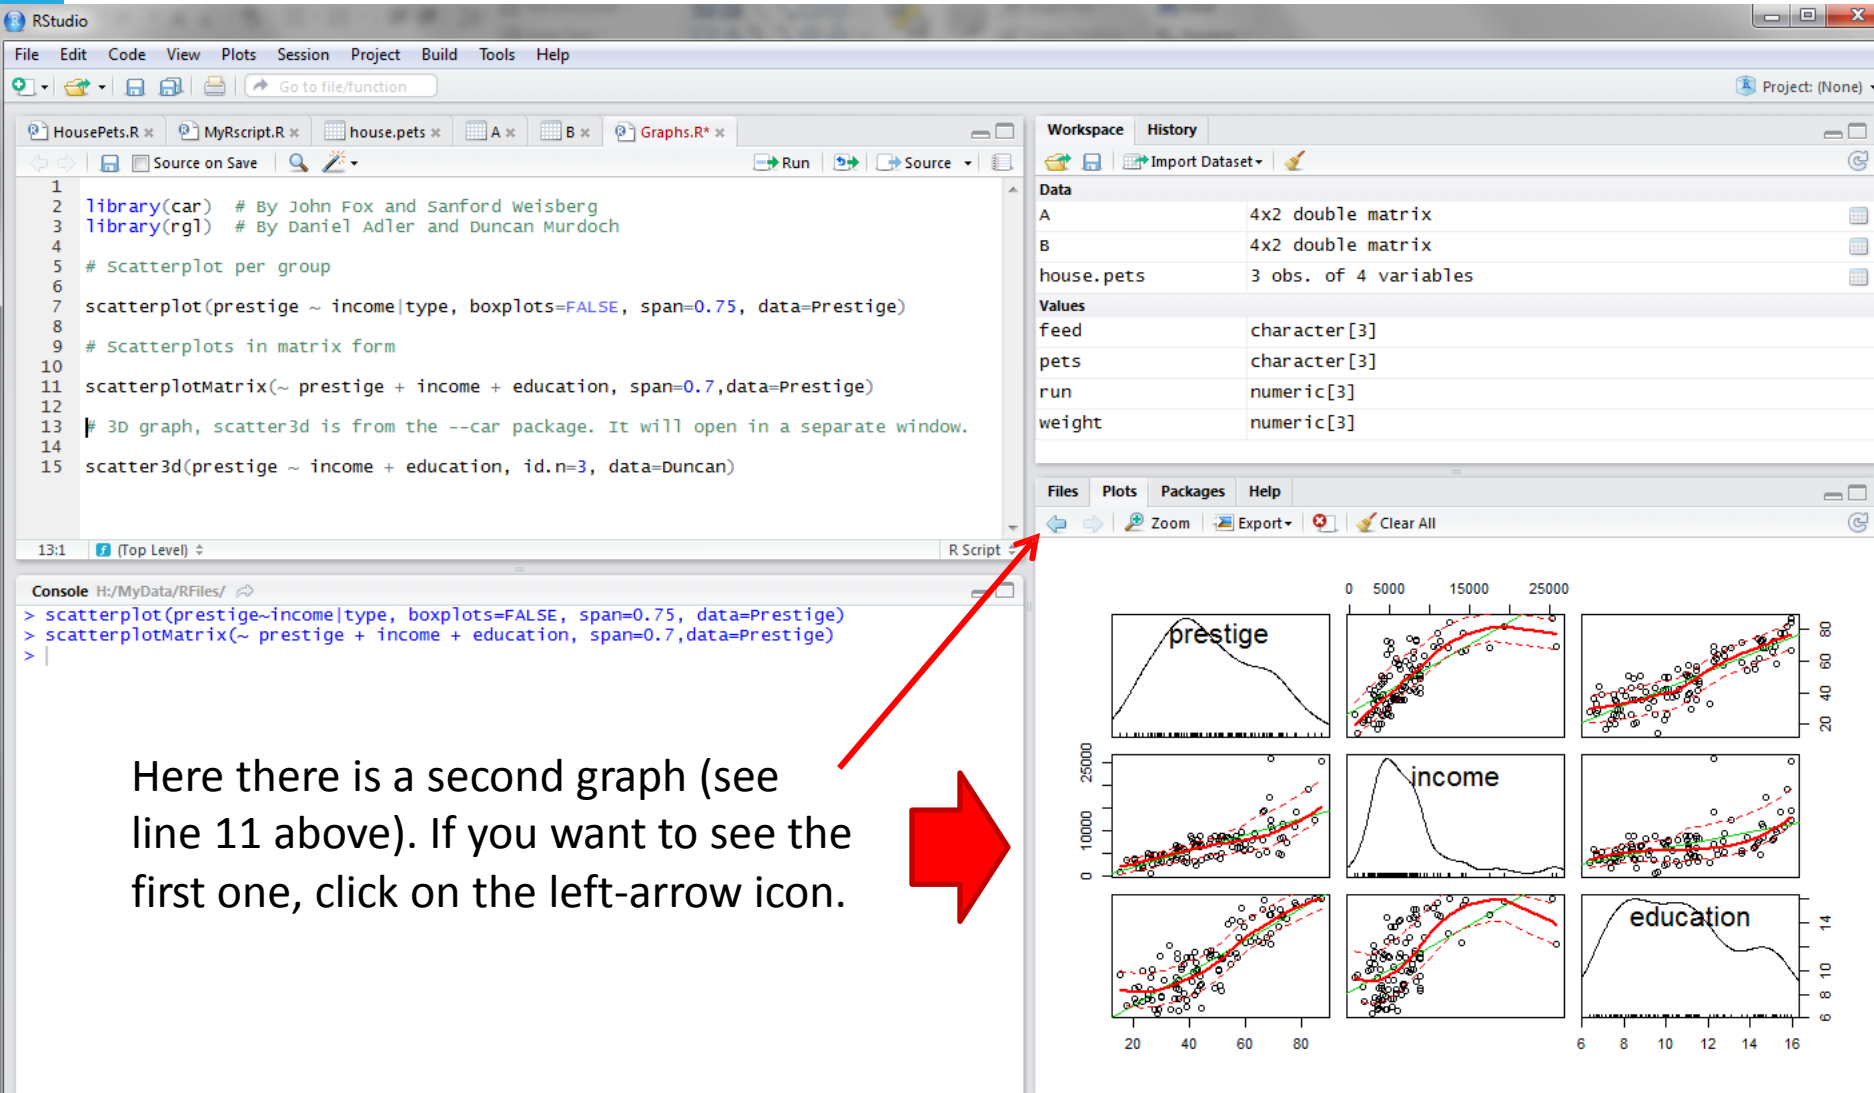 RStudio
File Edit Code View Plots Session Project Build Tools Help
Go to file/function
Project: (None)
HousePets.R MyRscript.R house.pets A B Graphs.R*
Source on Save Run Source
1
2 library(car) # By John Fox and Sanford Weisberg
3 library(rgl) # By Daniel Adler and Duncan Murdoch
4
5 # Scatterplot per group
6
7 scatterplot(prestige ~ income|type, boxplots=FALSE, span=0.75, data=Prestige)
8
9 # Scatterplots in matrix form
10
11 scatterplotMatrix(~ prestige + income + education, span=0.7,data=Prestige)
12
13 # 3D graph, scatter3d is from the --car package. It will open in a separate window.
14
15 scatter3d(prestige ~ income + education, id.n=3, data=Duncan)
13:1 (Top Level) R Script
Console H:/MyData/RFiles/
> scatterplot(prestige~income|type, boxplots=FALSE, span=0.75, data=Prestige)
> scatterplotMatrix(~ prestige + income + education, span=0.7,data=Prestige)
>
Here there is a second graph (see
line 11 above). If you want to see the
first one, click on the left-arrow icon.
Workspace History
Import Dataset
Data
A 4x2 double matrix
B 4x2 double matrix
house.pets 3 obs. of 4 variables
Values
feed character[3]
pets character[3]
run numeric[3]
weight numeric[3]
Files Plots Packages Help
Zoom Export Clear All
0 5000 15000 25000
prestige
20 40 60 80
income
0 10000 25000
education
6 8 10 14
20 40 60 80
6 8 10 12 14 16